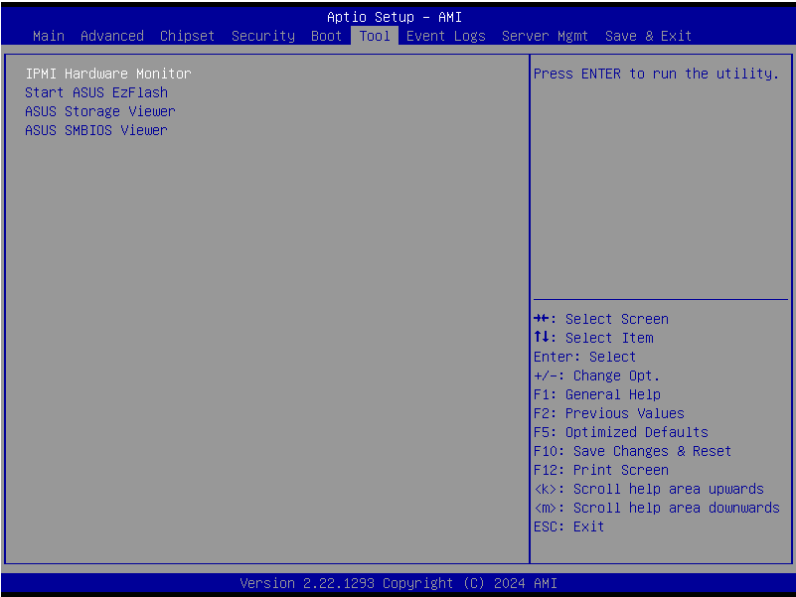 Aptio Setup – AMI
Main Advanced Chipset Security Boot Tool Event Logs Server Mgmt Save & Exit
IPMI Hardware Monitor
Start ASUS EzFlash
ASUS Storage Viewer
ASUS SMBIOS Viewer
Press ENTER to run the utility.
→←: Select Screen
↑↓: Select Item
Enter: Select
+/-: Change Opt.
F1: General Help
F2: Previous Values
F5: Optimized Defaults
F10: Save Changes & Reset
F12: Print Screen
<k>: Scroll help area upwards
<m>: Scroll help area downwards
ESC: Exit
Version 2.22.1293 Copyright (C) 2024 AMI